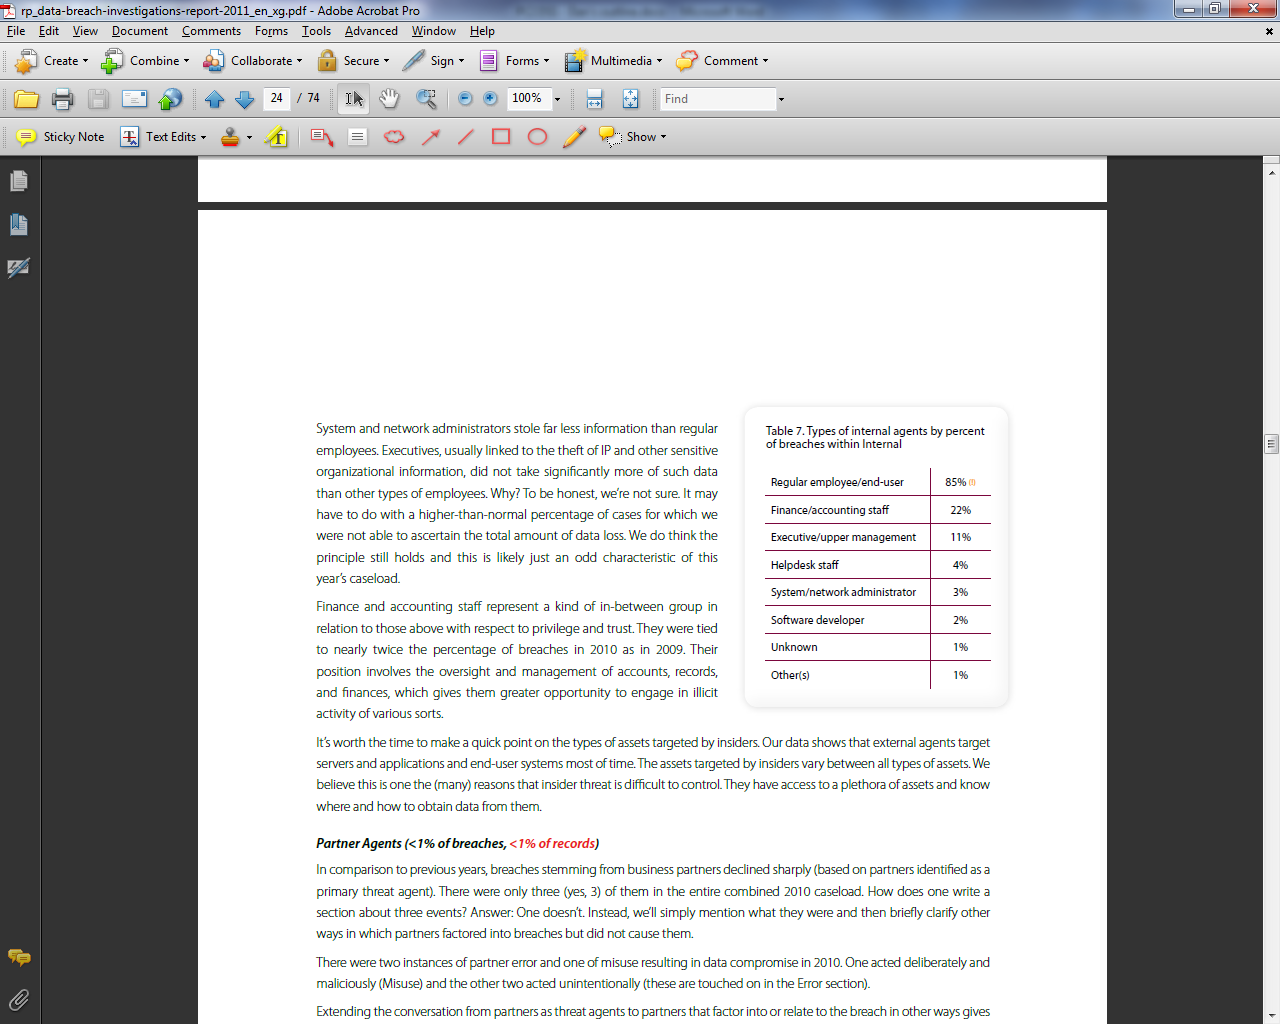 rp_data-breach-investigations-report-2011_en_xg.pdf - Adobe Acrobat Pro
File Edit View Document Comments Forms Tools Advanced Window Help
Create Combine Collaborate Secure Sign Forms Multimedia Comment
24 / 74 100% Find
Sticky Note Text Edits Show
System and network administrators stole far less information than regular
employees. Executives, usually linked to the theft of IP and other sensitive
organizational information, did not take significantly more of such data
than other types of employees. Why? To be honest, we're not sure. It may
have to do with a higher-than-normal percentage of cases for which we
were not able to ascertain the total amount of data loss. We do think the
principle still holds and this is likely just an odd characteristic of this
year's caseload.
Finance and accounting staff represent a kind of in-between group in
relation to those above with respect to privilege and trust. They were tied
to nearly twice the percentage of breaches in 2010 as in 2009. Their
position involves the oversight and management of accounts, records,
and finances, which gives them greater opportunity to engage in illicit
activity of various sorts.
Table 7. Types of internal agents by percent
of breaches within Internal
Regular employee/end-user 85% (!)
Finance/accounting staff 22%
Executive/upper management 11%
Helpdesk staff 4%
System/network administrator 3%
Software developer 2%
Unknown 1%
Other(s) 1%
It's worth the time to make a quick point on the types of assets targeted by insiders. Our data shows that external agents target
servers and applications and end-user systems most of time. The assets targeted by insiders vary between all types of assets. We
believe this is one the (many) reasons that insider threat is difficult to control. They have access to a plethora of assets and know
where and how to obtain data from them.
Partner Agents (<1% of breaches, <1% of records)
In comparison to previous years, breaches stemming from business partners declined sharply (based on partners identified as a
primary threat agent). There were only three (yes, 3) of them in the entire combined 2010 caseload. How does one write a
section about three events? Answer: One doesn't. Instead, we'll simply mention what they were and then briefly clarify other
ways in which partners factored into breaches but did not cause them.
There were two instances of partner error and one of misuse resulting in data compromise in 2010. One acted deliberately and
maliciously (Misuse) and the other two acted unintentionally (these are touched on in the Error section).
Extending the conversation from partners as threat agents to partners that factor into or relate to the breach in other ways gives